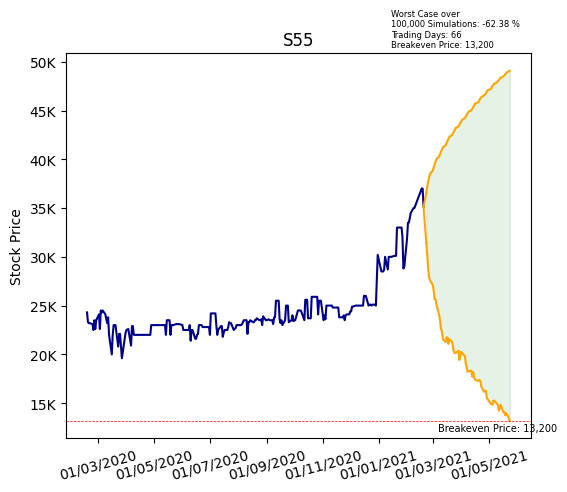 Worst Case over
100,000 Simulations: -62.38 %
Trading Days: 66
Breakeven Price: 13,200
S55
Stock Price
50K
45K
40K
35K
30K
25K
20K
15K
Breakeven Price: 13,200
01/03/2020
01/05/2020
01/07/2020
01/09/2020
01/11/2020
01/01/2021
01/03/2021
01/05/2021